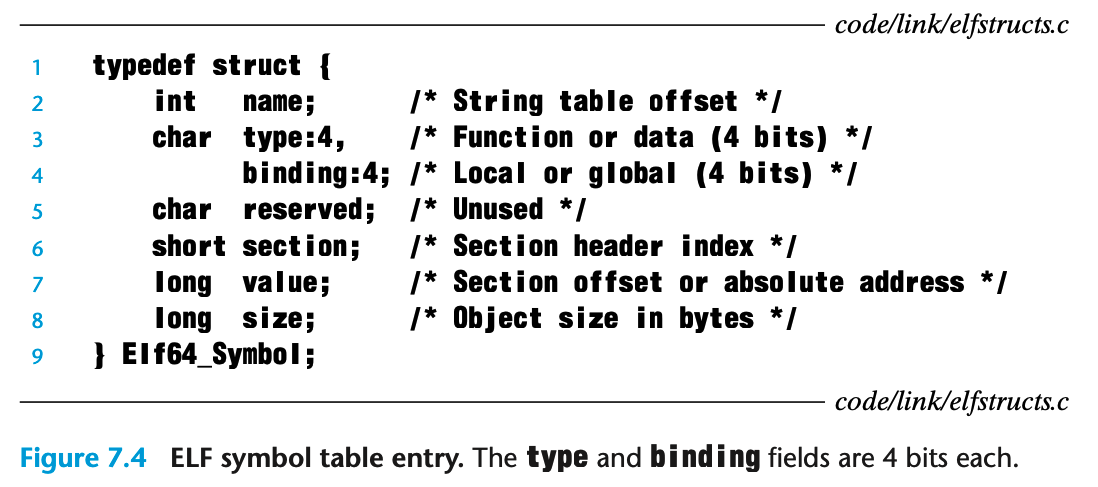 code/link/elfstructs.c
1 typedef struct {
2 int name; /* String table offset */
3 char type:4, /* Function or data (4 bits) */
4 binding:4; /* Local or global (4 bits) */
5 char reserved; /* Unused */
6 short section; /* Section header index */
7 long value; /* Section offset or absolute address */
8 long size; /* Object size in bytes */
9 } Elf64_Symbol;
code/link/elfstructs.c
Figure 7.4 ELF symbol table entry. The type and binding fields are 4 bits each.